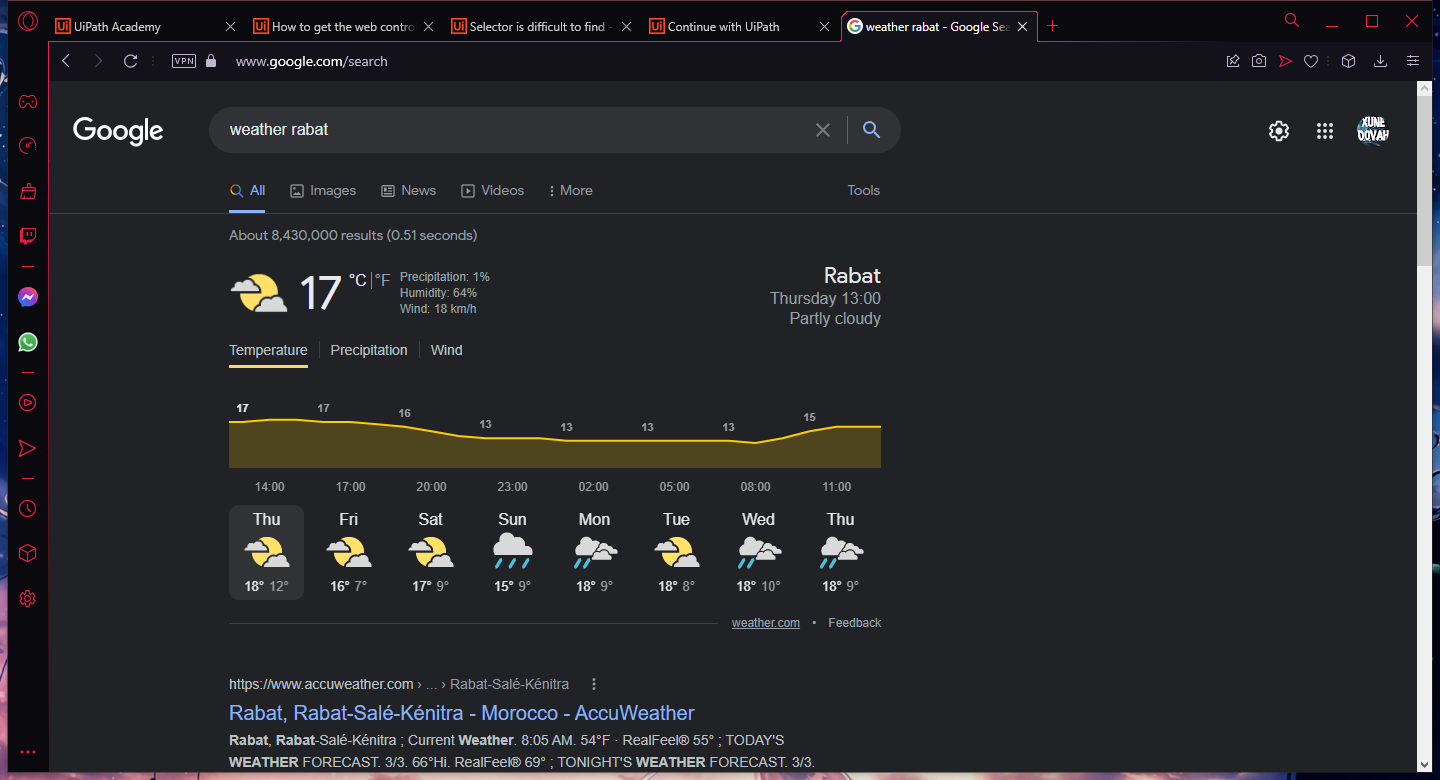 UiPath Academy
How to get the web contro
Selector is difficult to find -
Continue with UiPath
weather rabat - Google Sea
VPN
www.google.com/search
Google
weather rabat
XUNE
DOVAH
All
Images
News
Videos
More
Tools
About 8,430,000 results (0.51 seconds)
17 °C | °F
Precipitation: 1%
Humidity: 64%
Wind: 18 km/h
Rabat
Thursday 13:00
Partly cloudy
Temperature
Precipitation
Wind
17 17 16 13 13 13 13 15
14:00 17:00 20:00 23:00 02:00 05:00 08:00 11:00
Thu Fri Sat Sun Mon Tue Wed Thu
18° 12° 16° 7° 17° 9° 15° 9° 18° 9° 18° 8° 18° 10° 18° 9°
weather.com • Feedback
https://www.accuweather.com › ... › Rabat-Salé-Kénitra
Rabat, Rabat-Salé-Kénitra - Morocco - AccuWeather
Rabat, Rabat-Salé-Kénitra ; Current Weather. 8:05 AM. 54°F · RealFeel® 55° ; TODAY'S
WEATHER FORECAST. 3/3. 66°Hi. RealFeel® 69° ; TONIGHT'S WEATHER FORECAST. 3/3.